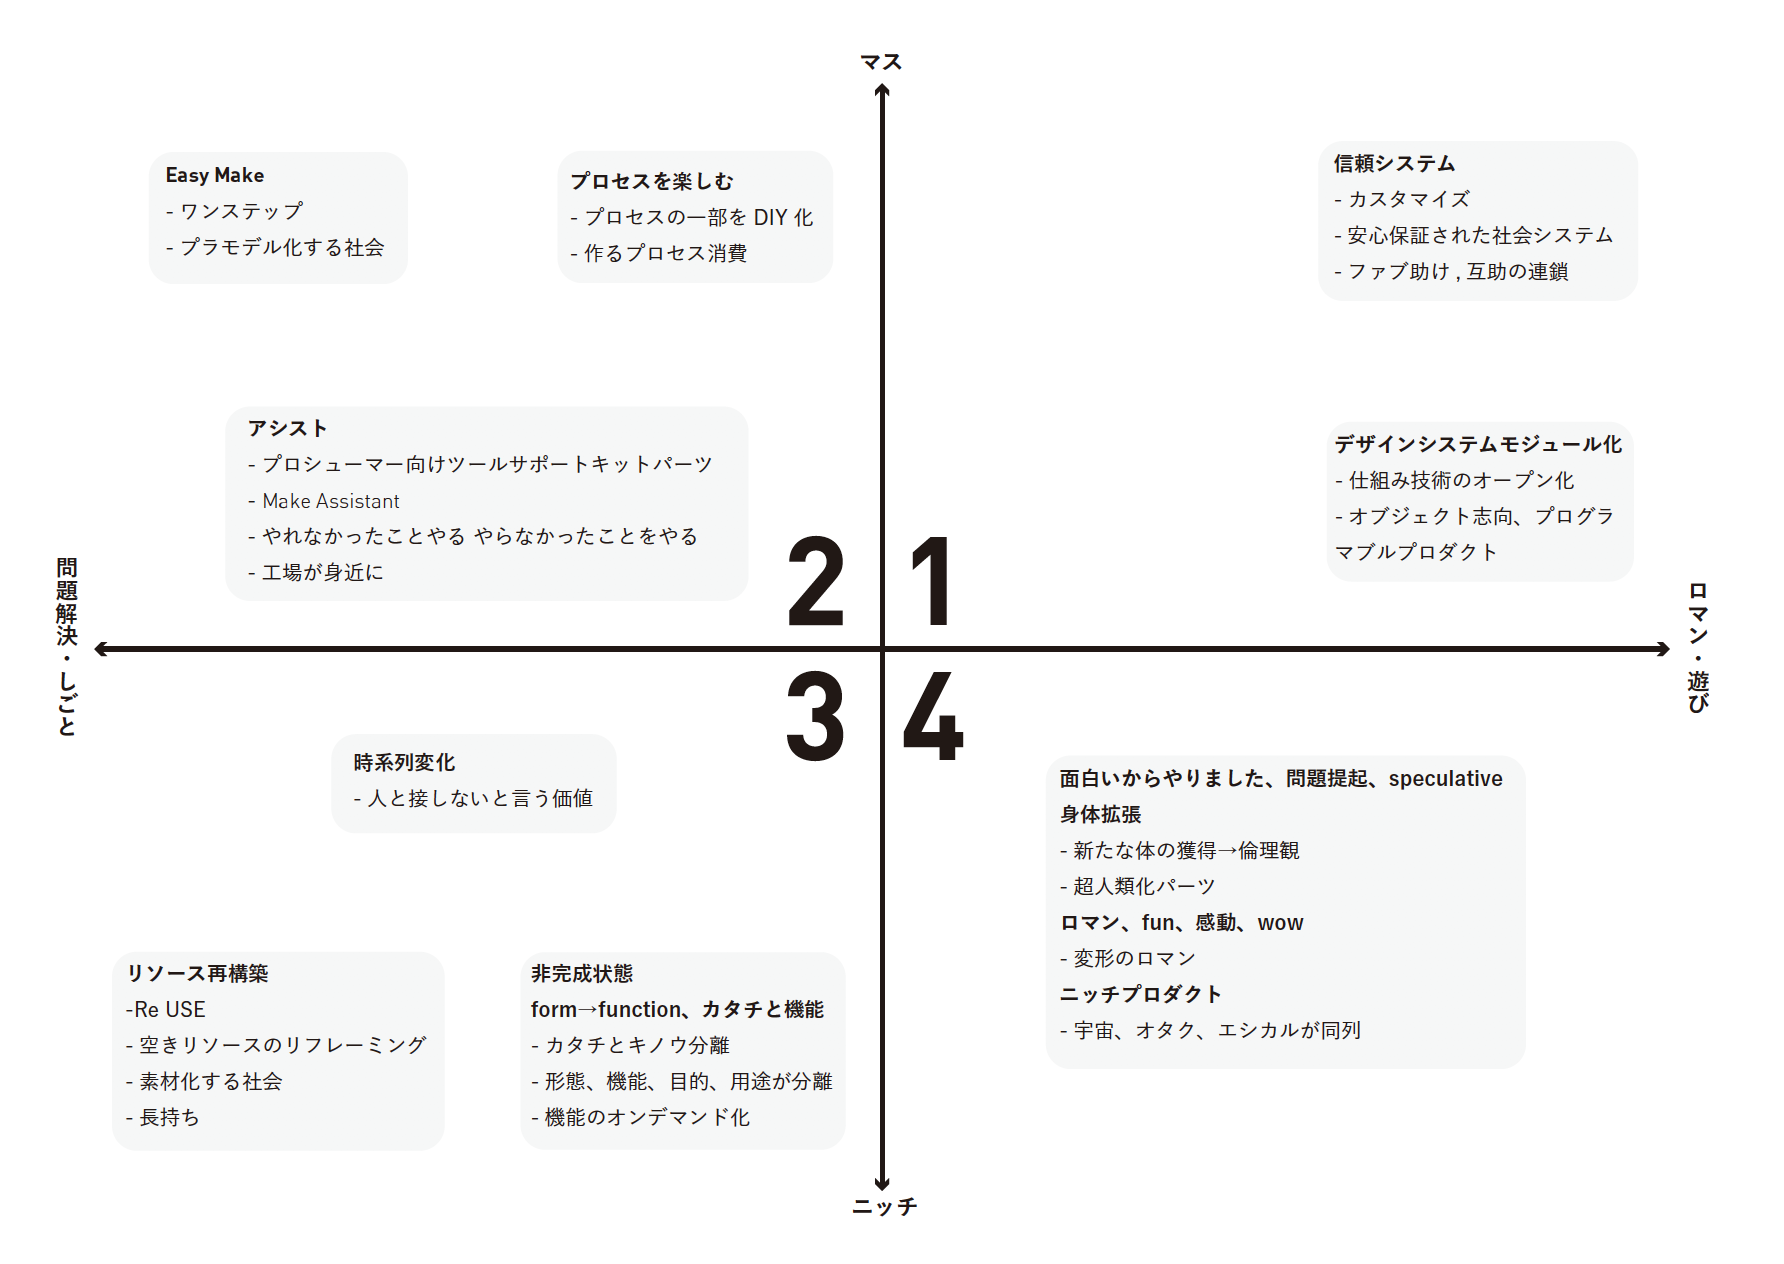 マス
Easy Make
- ワンステップ
- プラモデル化する社会
プロセスを楽しむ
- プロセスの一部を DIY 化
- 作るプロセス消費
信頼システム
- カスタマイズ
- 安心保証された社会システム
- ファブ助け , 互助の連鎖
アシスト
- プロシューマー向けツールサポートキットパーツ
- Make Assistant
- やれなかったことやる やらなかったことをやる
- 工場が身近に
デザインシステムモジュール化
- 仕組み技術のオープン化
- オブジェクト志向、プログラ
マブルプロダクト
2
1
問題解決・しごと
ロマン・遊び
3
4
時系列変化
- 人と接しないと言う価値
面白いからやりました、問題提起、speculative
身体拡張
- 新たな体の獲得→倫理観
- 超人類化パーツ
ロマン、fun、感動、wow
- 変形のロマン
ニッチプロダクト
- 宇宙、オタク、エシカルが同列
リソース再構築
-Re USE
- 空きリソースのリフレーミング
- 素材化する社会
- 長持ち
非完成状態
form→function、カタチと機能
- カタチとキノウ分離
- 形態、機能、目的、用途が分離
- 機能のオンデマンド化
ニッチ